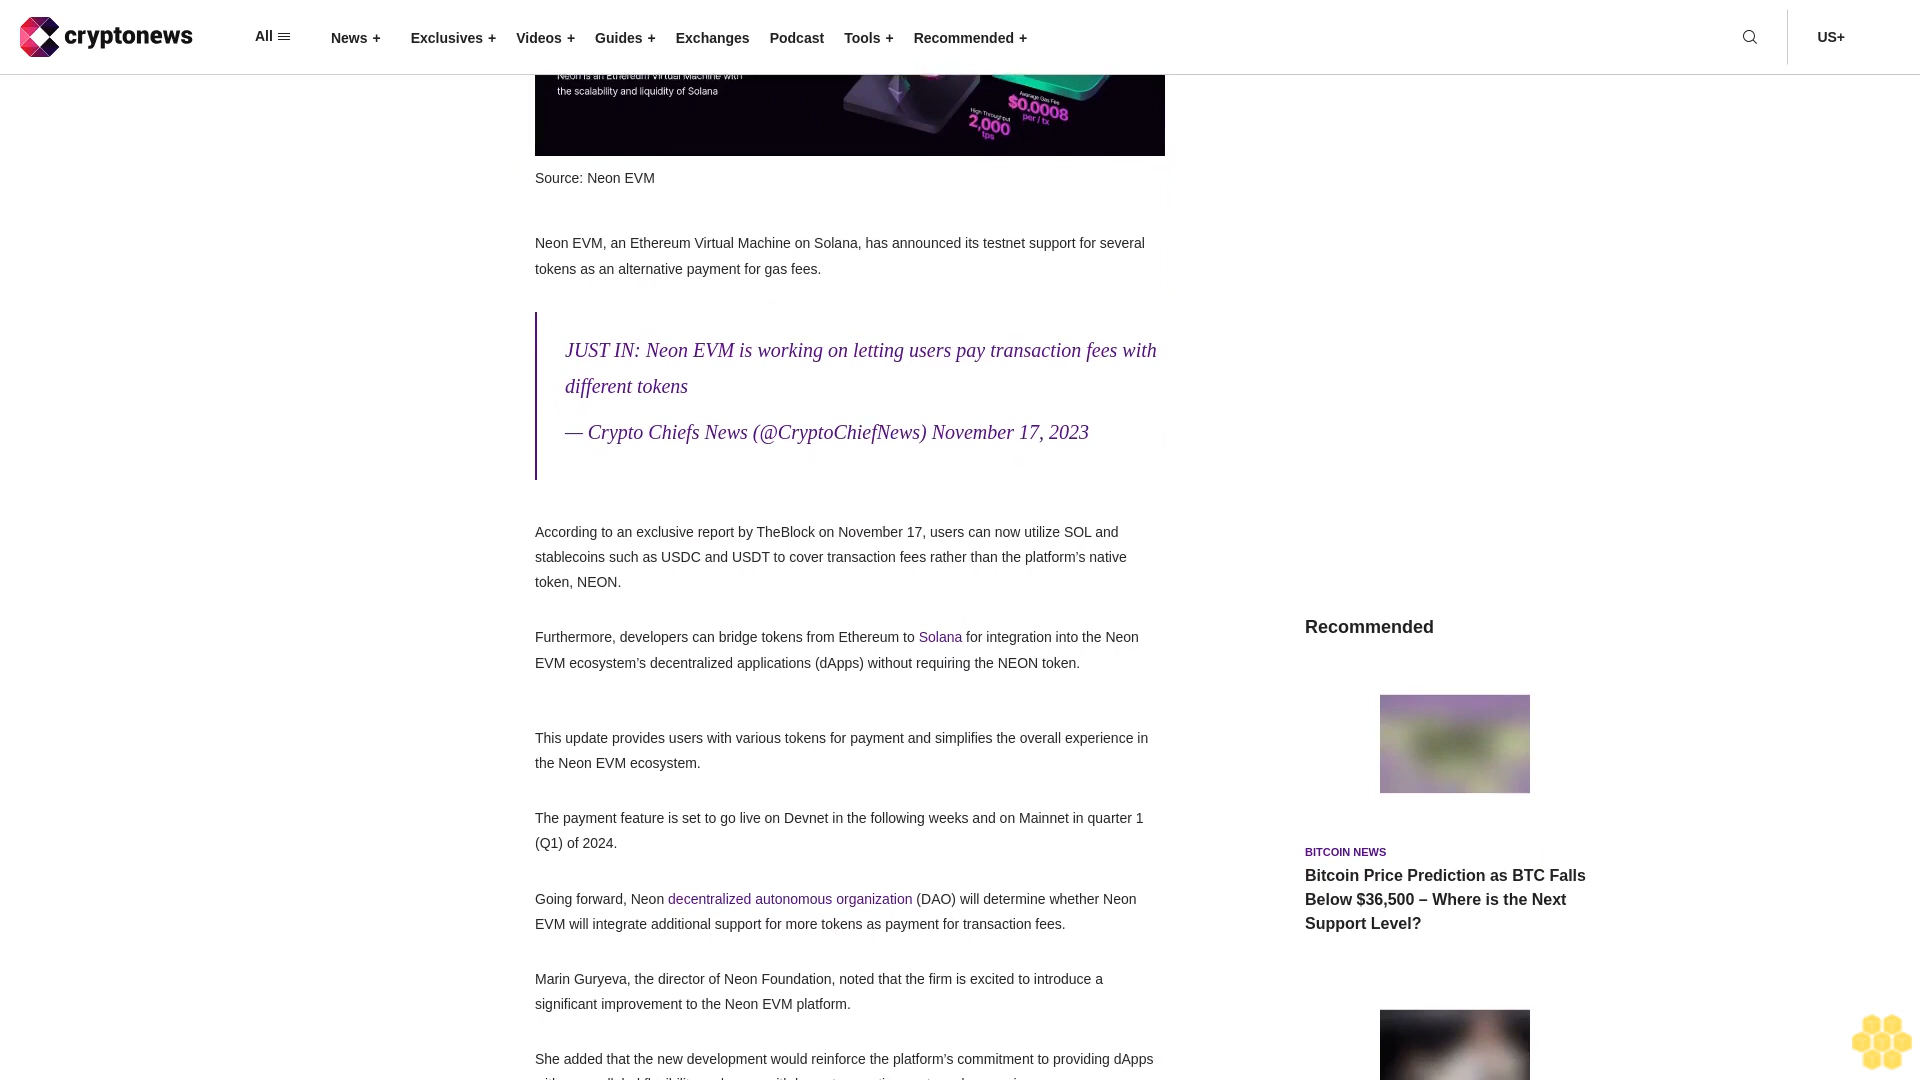 cryptonews
All
News +
Exclusives +
Videos +
Guides +
Exchanges
Podcast
Tools +
Recommended +
US+
Neon is an Ethereum Virtual Machine with
the scalability and liquidity of Solana
Average Gas Fee
$0.0008
per / tx
High Throughput
2,000
tps
Source: Neon EVM
Neon EVM, an Ethereum Virtual Machine on Solana, has announced its testnet support for several
tokens as an alternative payment for gas fees.
JUST IN: Neon EVM is working on letting users pay transaction fees with
different tokens
— Crypto Chiefs News (@CryptoChiefNews) November 17, 2023
According to an exclusive report by TheBlock on November 17, users can now utilize SOL and
stablecoins such as USDC and USDT to cover transaction fees rather than the platform’s native
token, NEON.
Furthermore, developers can bridge tokens from Ethereum to Solana for integration into the Neon
EVM ecosystem’s decentralized applications (dApps) without requiring the NEON token.
This update provides users with various tokens for payment and simplifies the overall experience in
the Neon EVM ecosystem.
The payment feature is set to go live on Devnet in the following weeks and on Mainnet in quarter 1
(Q1) of 2024.
Going forward, Neon decentralized autonomous organization (DAO) will determine whether Neon
EVM will integrate additional support for more tokens as payment for transaction fees.
Marin Guryeva, the director of Neon Foundation, noted that the firm is excited to introduce a
significant improvement to the Neon EVM platform.
She added that the new development would reinforce the platform’s commitment to providing dApps
Recommended
BITCOIN NEWS
Bitcoin Price Prediction as BTC Falls
Below $36,500 – Where is the Next
Support Level?